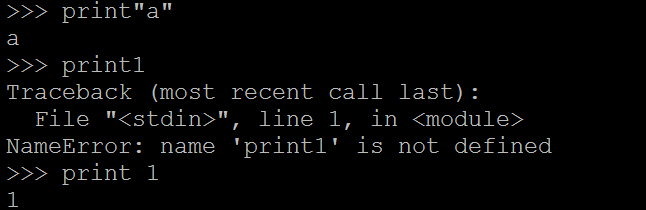 >>> print"a"
a
>>> print1
Traceback (most recent call last):
  File "<stdin>", line 1, in <module>
NameError: name 'print1' is not defined
>>> print 1
1